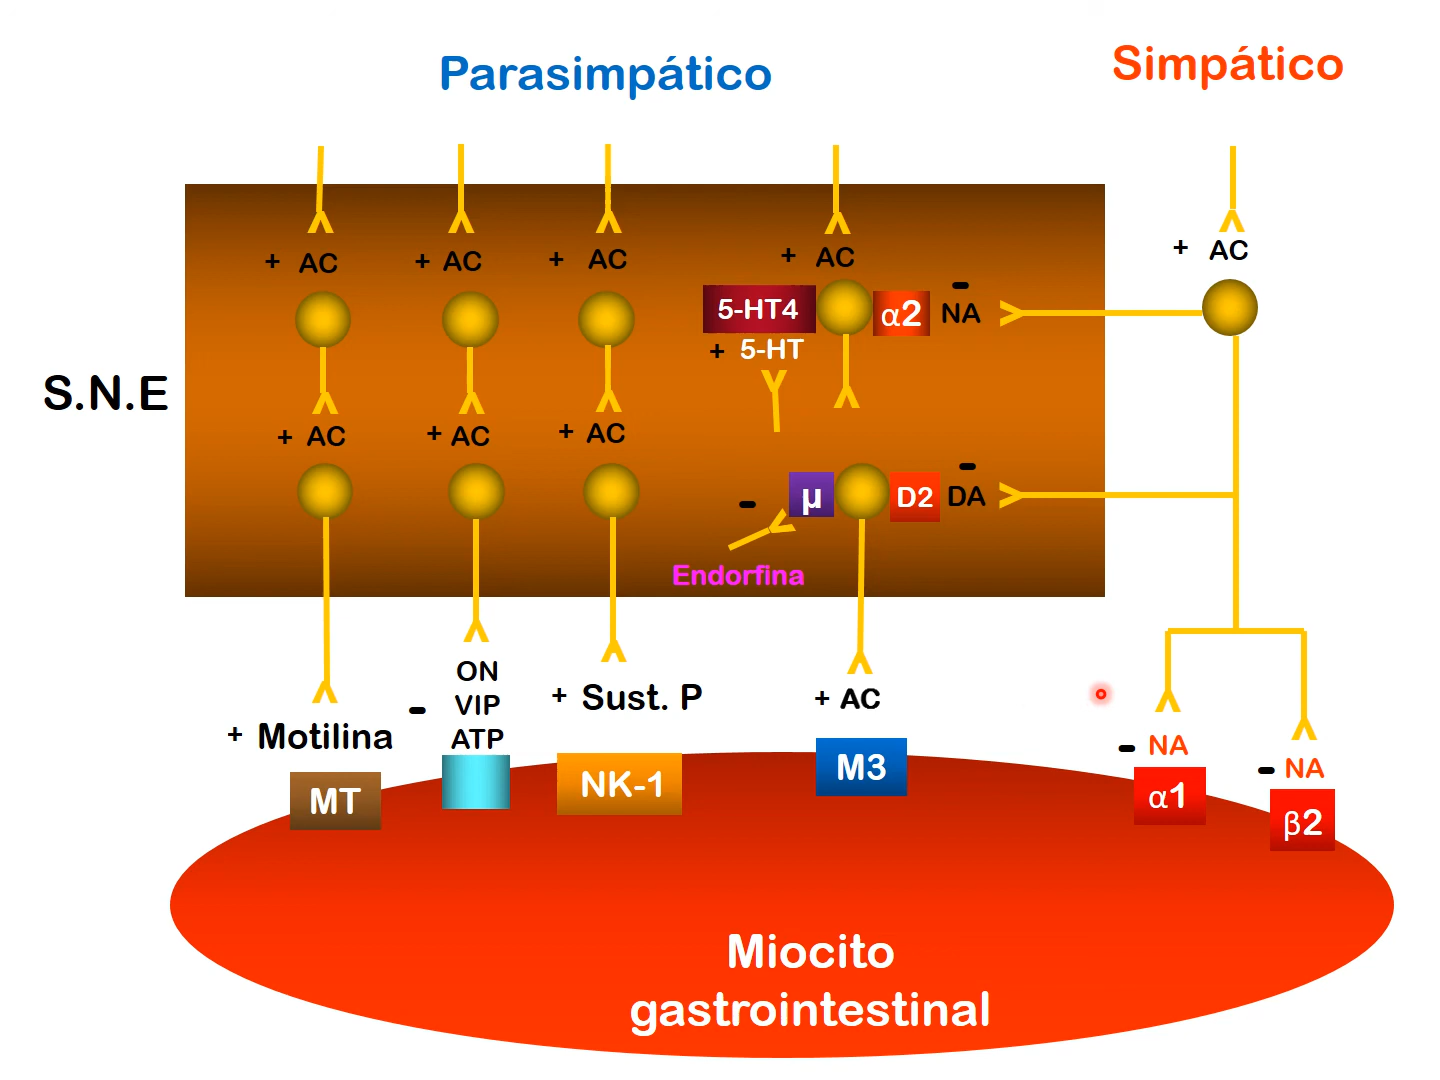 Parasimpático
Simpático
+ AC
+ AC
+ AC
+ AC
+ AC
5-HT4
α2
-
NA
+ 5-HT
S.N.E
+ AC
+ AC
+ AC
-
μ
D2
-
DA
Endorfina
ON
VIP
-
ATP
+ Motilina
+ Sust. P
+ AC
- NA
- NA
MT
NK-1
M3
α1
β2
Miocito
gastrointestinal